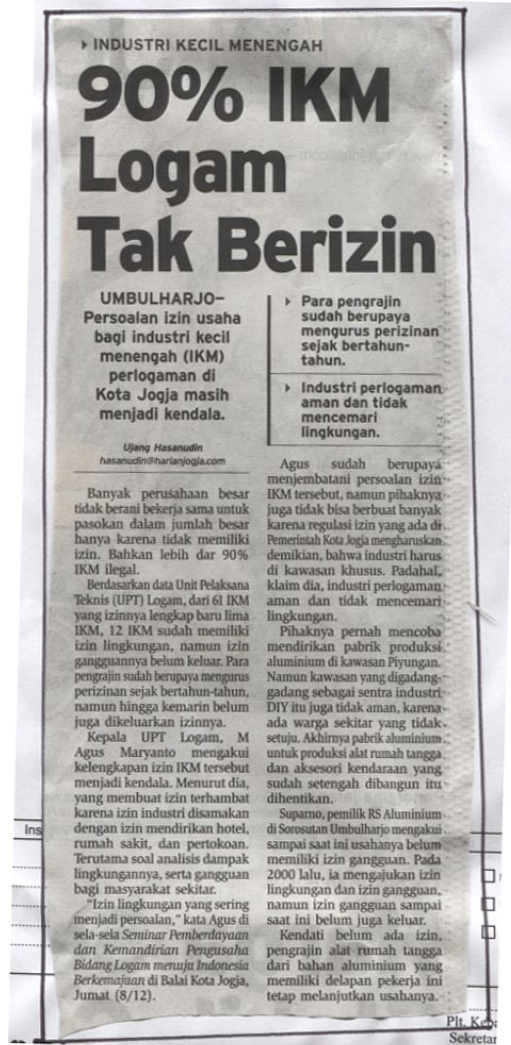 INDUSTRI KECIL MENENGAH
90% IKM
Logam
Tak Berizin
UMBULHARJO–
Persoalan izin usaha
bagi industri kecil
menengah (IKM)
perlogaman di
Kota Jogja masih
menjadi kendala.
Para pengrajin
sudah berupaya
mengurus perizinan
sejak bertahun-
tahun.
Industri perlogaman
aman dan tidak
mencemari
lingkungan.
Ujang Hasanudin
hasanudin@harianjogja.com
Banyak perusahaan besar
tidak berani bekerja sama untuk
pasokan dalam jumlah besar
hanya karena tidak memiliki
izin. Bahkan lebih dar 90%
IKM ilegal.
Berdasarkan data Unit Pelaksana
Teknis (UPT) Logam, dari 61 IKM
yang izinnya lengkap baru lima
IKM, 12 IKM sudah memiliki
izin lingkungan, namun izin
gangguannya belum keluar. Para
pengrajin sudah berupaya mengurus
perizinan sejak bertahun-tahun,
namun hingga kemarin belum
juga dikeluarkan izinnya.
Kepala UPT Logam, M
Agus Maryanto mengakui
kelengkapan izin IKM tersebut
menjadi kendala. Menurut dia,
yang membuat izin terhambat
karena izin industri disamakan
dengan izin mendirikan hotel,
rumah sakit, dan pertokoan.
Terutama soal analisis dampak
lingkungannya, serta gangguan
bagi masyarakat sekitar.
"Izin lingkungan yang sering
menjadi persoalan," kata Agus di
sela-sela Seminar Pemberdayaan
dan Kemandirian Pengusaha
Bidang Logam menuju Indonesia
Berkemajuan di Balai Kota Jogja,
Jumat (8/12).
Agus sudah berupaya
menjembatani persoalan izin
IKM tersebut, namun pihaknya
juga tidak bisa berbuat banyak
karena regulasi izin yang ada di
Pemerintah Kota Jogja mengharuskan
demikian, bahwa industri harus
di kawasan khusus. Padahal,
klaim dia, industri perlogaman
aman dan tidak mencemari
lingkungan.
Pihaknya pernah mencoba
mendirikan pabrik produksi
aluminium di kawasan Piyungan.
Namun kawasan yang digadang-
gadang sebagai sentra industri
DIY itu juga tidak aman, karena
ada warga sekitar yang tidak
setuju. Akhirnya pabrik aluminium
untuk produksi alat rumah tangga
dan aksesori kendaraan yang
sudah setengah dibangun itu
dihentikan.
Suparno, pemilik RS Aluminium
di Sorosutan Umbulharjo mengakui
sampai saat ini usahanya belum
memiliki izin gangguan. Pada
2000 lalu, ia mengajukan izin
lingkungan dan izin gangguan,
namun izin gangguan sampai
saat ini belum juga keluar.
Kendati belum ada izin,
pengrajin alat rumah tangga
dari bahan aluminium yang
memiliki delapan pekerja ini
tetap melanjutkan usahanya.
Ins
Plt. Kepa
Sekretar